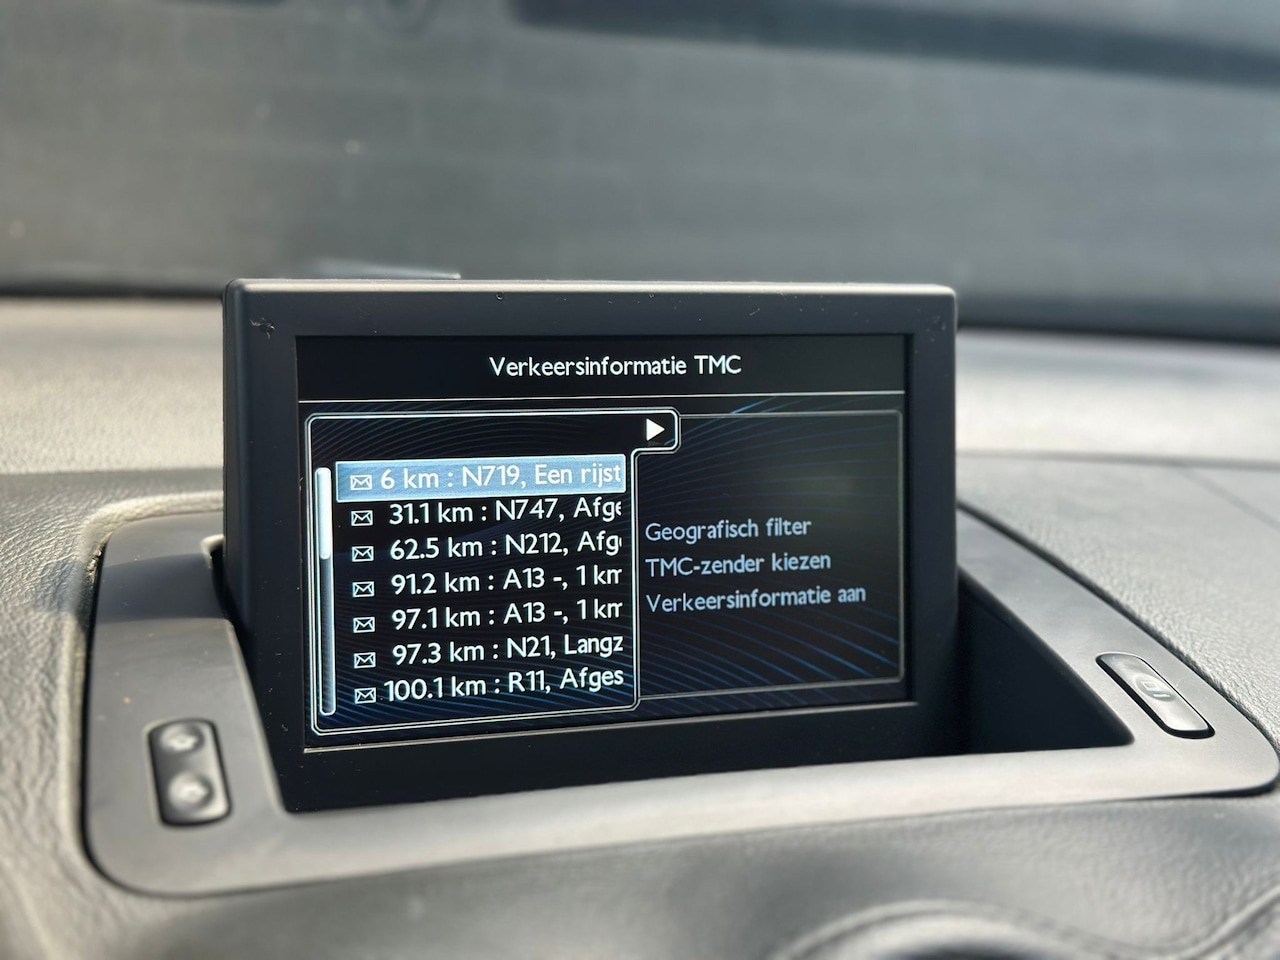 Verkeersinformatie TMC
6 km : N719, Een rijst
31.1 km : N747, Afge
62.5 km : N212, Afg
91.2 km : A13 -, 1 km
97.1 km : A13 -, 1 km
97.3 km : N21, Langz
100.1 km : R11, Afges
Geografisch filter
TMC-zender kiezen
Verkeersinformatie aan